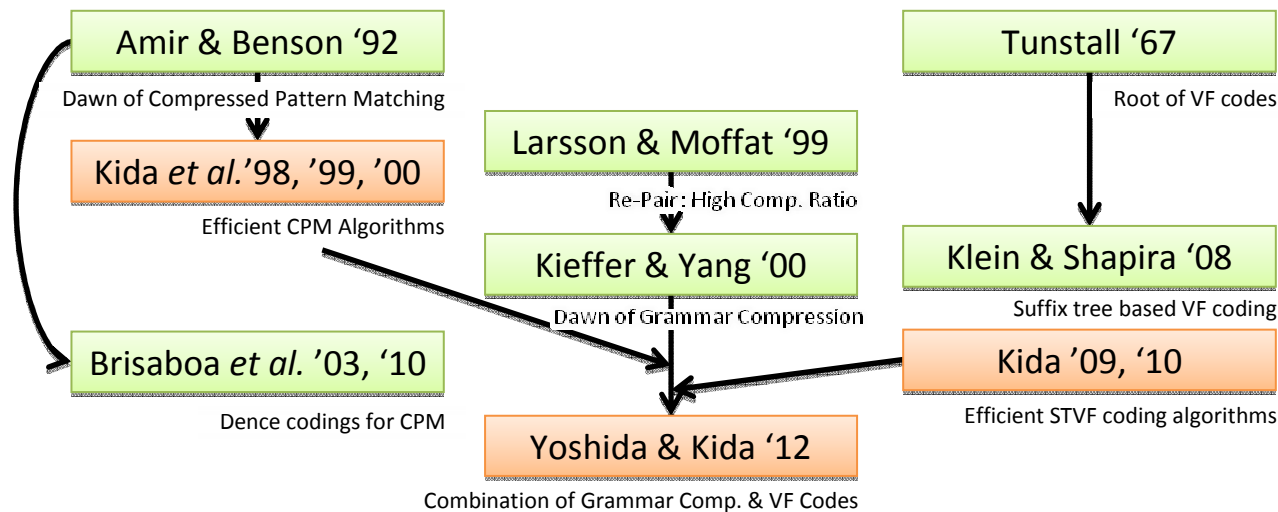 Amir & Benson ‘92
Dawn of Compressed Pattern Matching
Kida et al.’98, ’99, ’00
Efficient CPM Algorithms
Brisaboa et al. ’03, ‘10
Dence codings for CPM
Larsson & Moffat ‘99
Re-Pair: High Comp. Ratio
Kieffer & Yang ‘00
Dawn of Grammar Compression
Yoshida & Kida ‘12
Combination of Grammar Comp. & VF Codes
Tunstall ‘67
Root of VF codes
Klein & Shapira ‘08
Suffix tree based VF coding
Kida ’09, ‘10
Efficient STVF coding algorithms